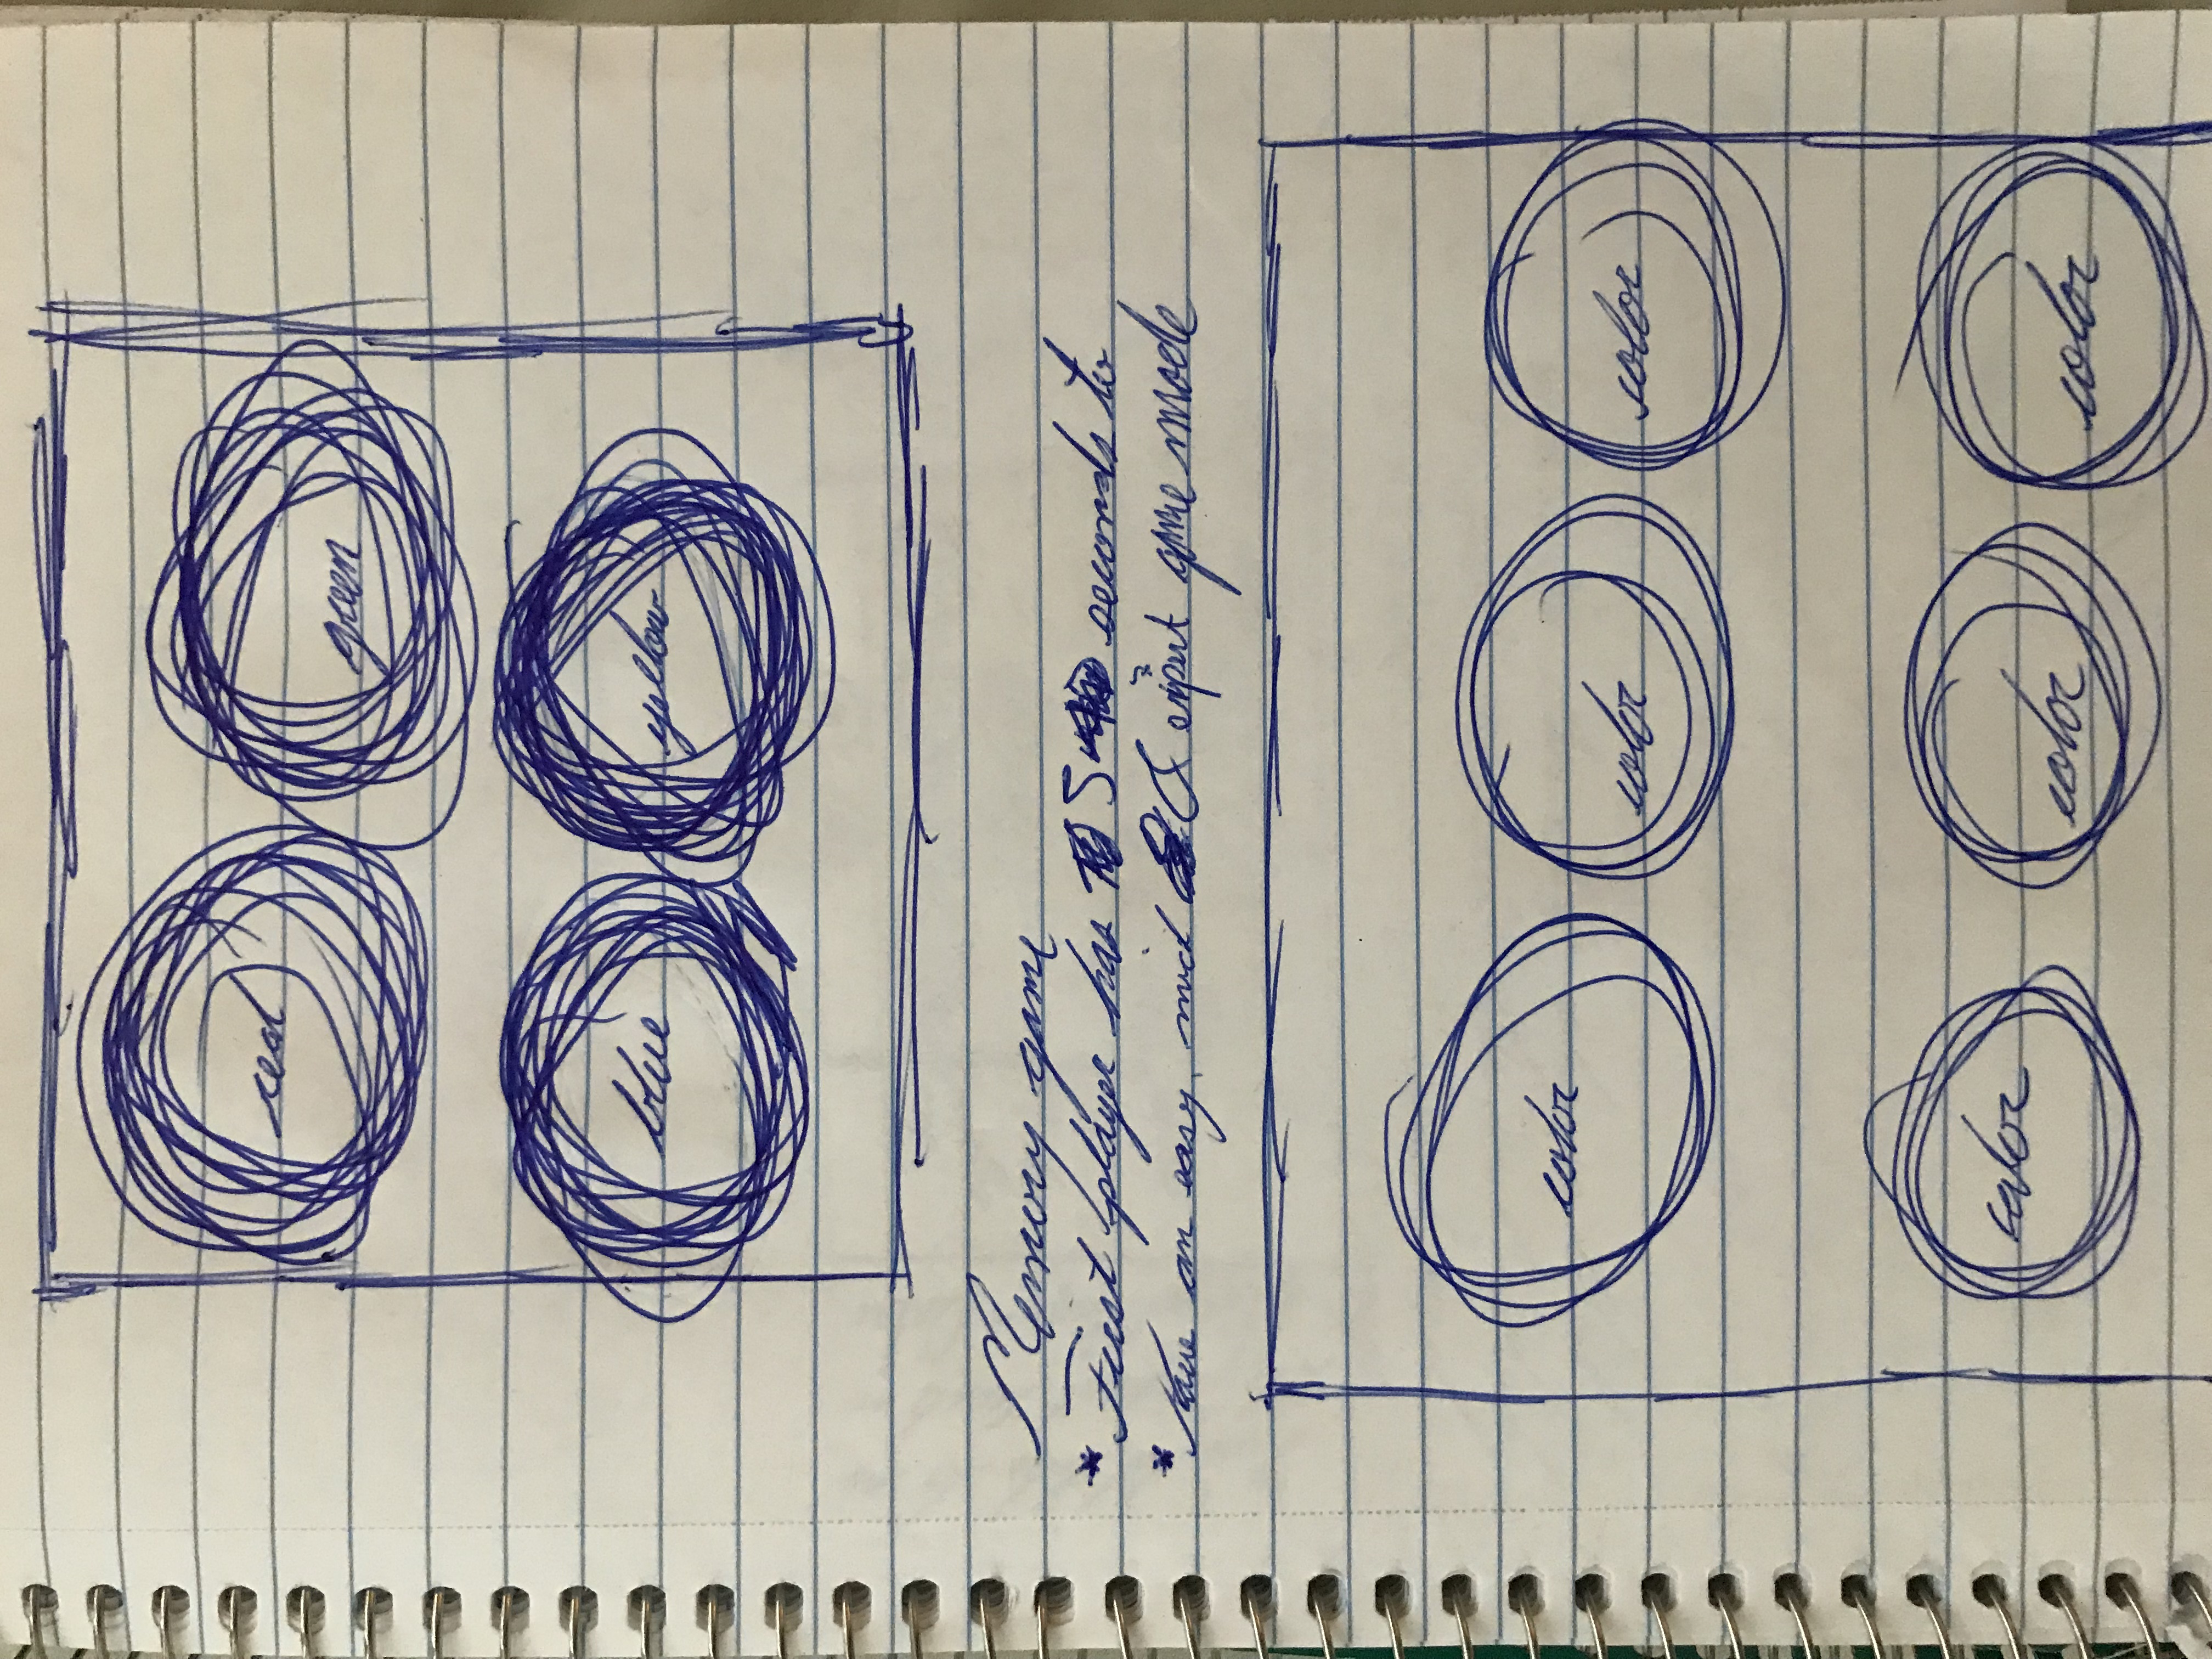 red
green
blue
yellow
Memory game
* First player has 5 seconds to
* Have an easy, mid & expert game mode
color
color
color
color
color
color